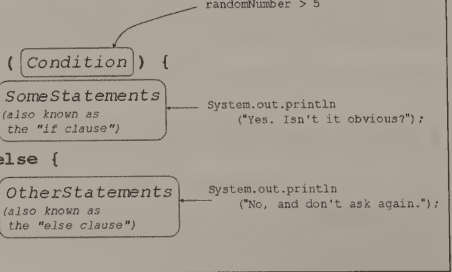 randomNumber > 5
( Condition ) {
SomeStatements
(also known as
the "if clause")
System.out.println
("Yes. Isn't it obvious?");
else {
OtherStatements
(also known as
the "else clause")
System.out.println
("No, and don't ask again.");